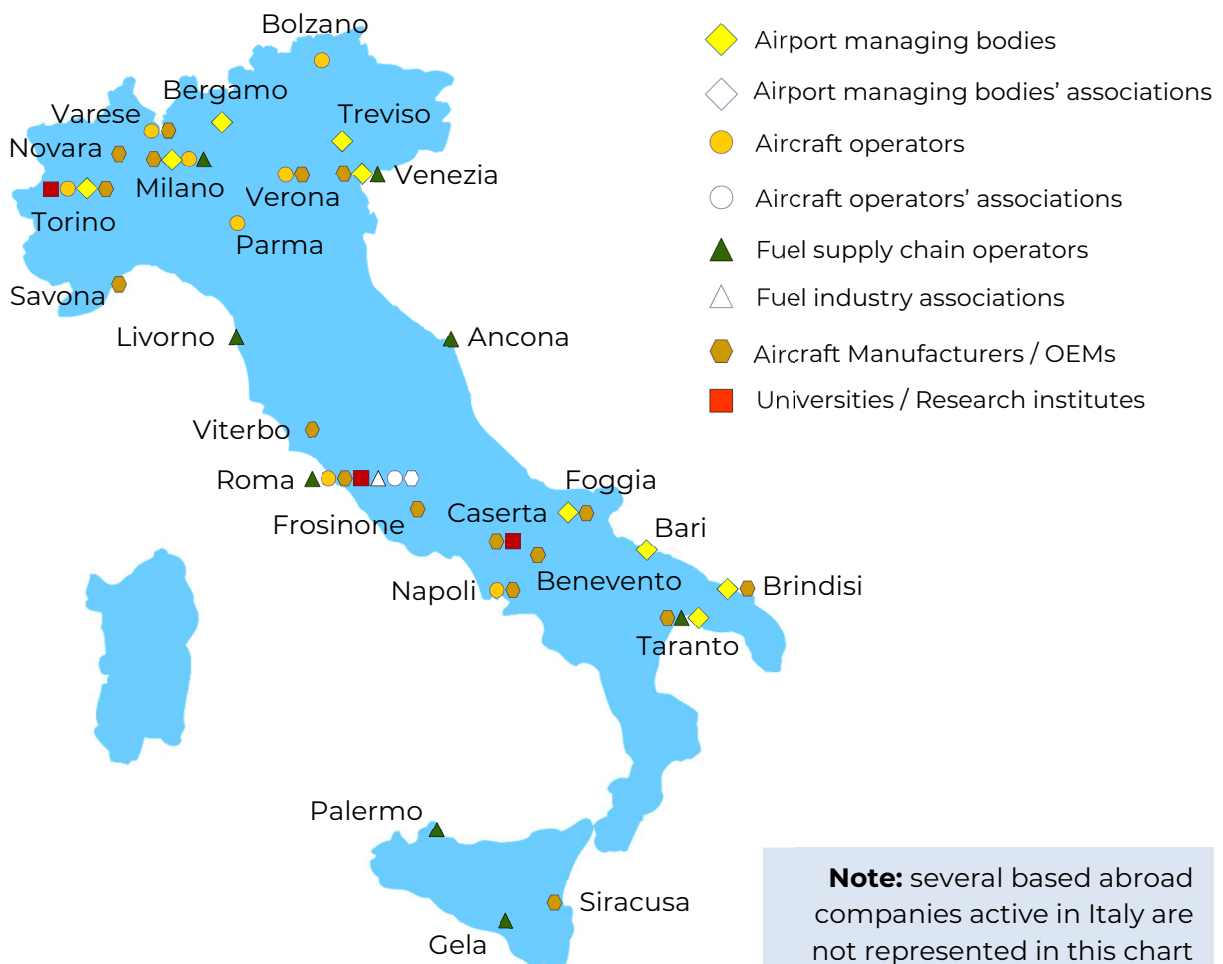 Bolzano
Bergamo
Treviso
Varese
Novara
Milano
Verona
Venezia
Torino
Parma
Savona
Livorno
Ancona
Viterbo
Roma
Foggia
Frosinone
Caserta
Bari
Benevento
Napoli
Brindisi
Taranto
Palermo
Siracusa
Gela
Airport managing bodies
Airport managing bodies' associations
Aircraft operators
Aircraft operators' associations
Fuel supply chain operators
Fuel industry associations
Aircraft Manufacturers / OEMs
Universities / Research institutes
Note: several based abroad
companies active in Italy are
not represented in this chart